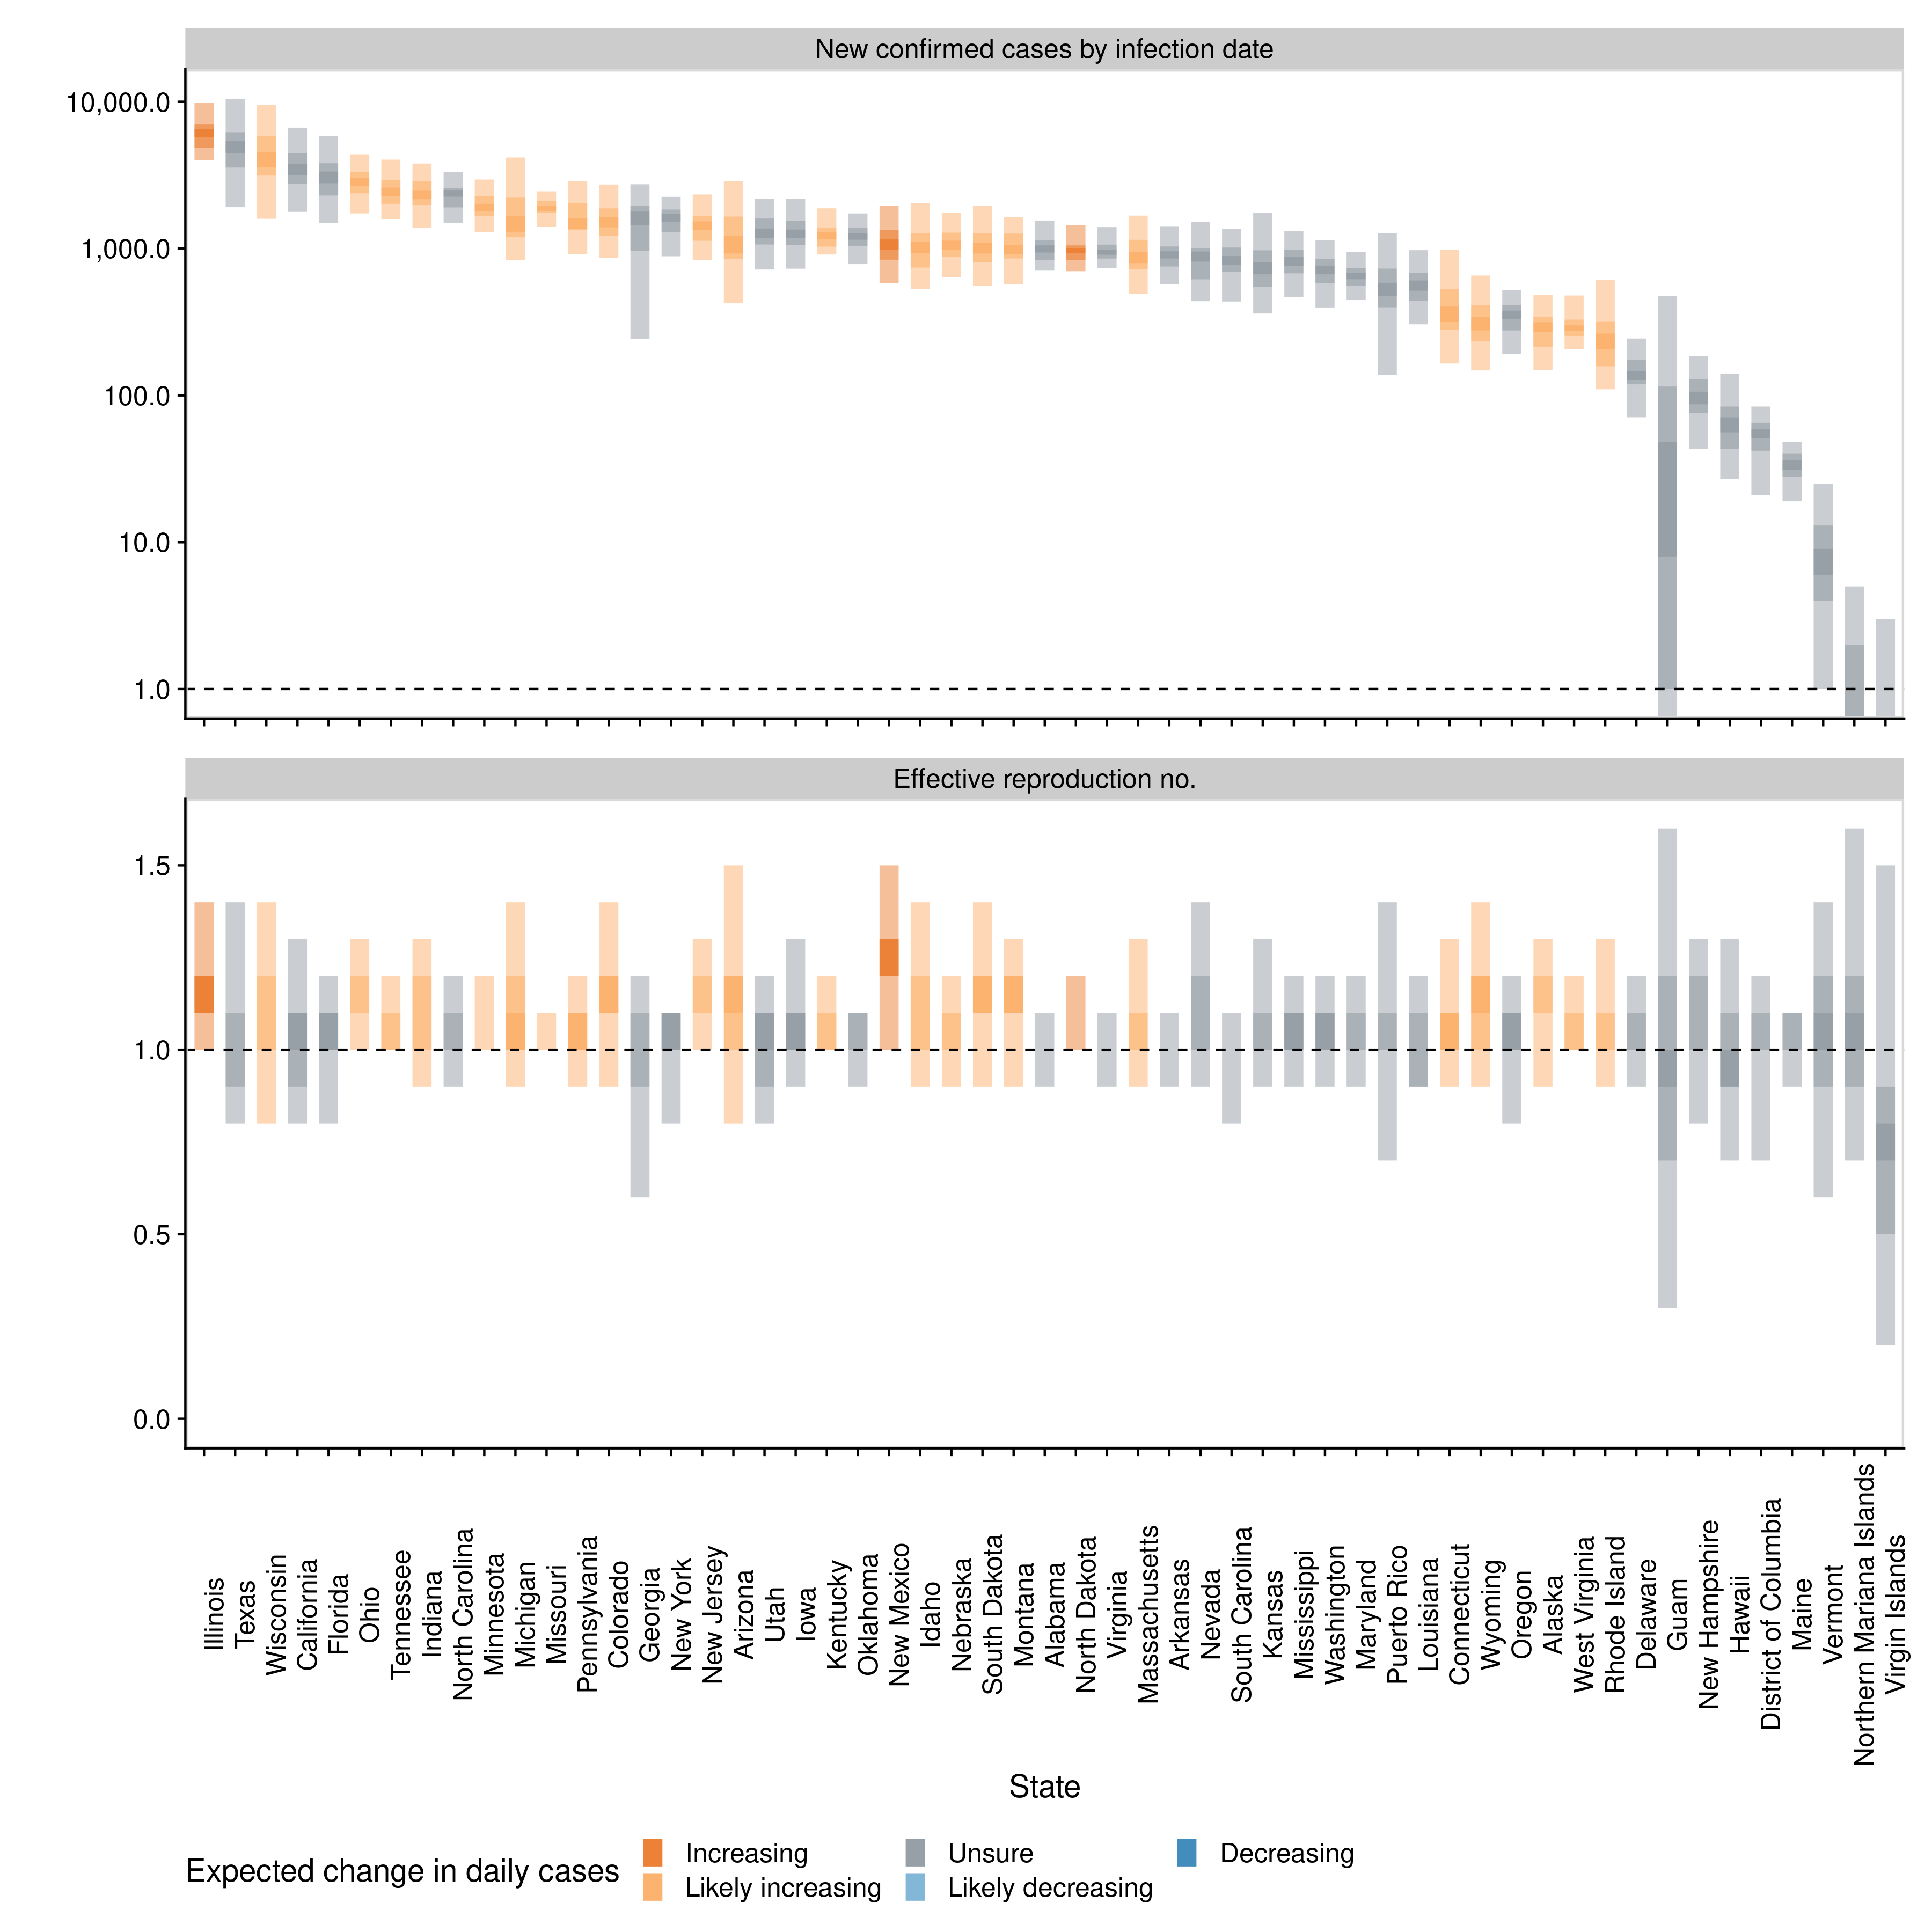 New confirmed cases by infection date
10,000.0
1,000.0
100.0
10.0
1.0
Effective reproduction no.
1.5
1.0
0.5
0.0
Illinois
Texas
Wisconsin
California
Florida
Ohio
Tennessee
Indiana
North Carolina
Minnesota
Michigan
Missouri
Pennsylvania
Colorado
Georgia
New York
New Jersey
Arizona
Utah
Iowa
Kentucky
Oklahoma
New Mexico
Idaho
Nebraska
South Dakota
Montana
Alabama
North Dakota
Virginia
Massachusetts
Arkansas
Nevada
South Carolina
Kansas
Mississippi
Washington
Maryland
Puerto Rico
Louisiana
Connecticut
Wyoming
Oregon
Alaska
West Virginia
Rhode Island
Delaware
Guam
New Hampshire
Hawaii
District of Columbia
Maine
Vermont
Northern Mariana Islands
Virgin Islands
State
Expected change in daily cases
Increasing
Unsure
Decreasing
Likely increasing
Likely decreasing